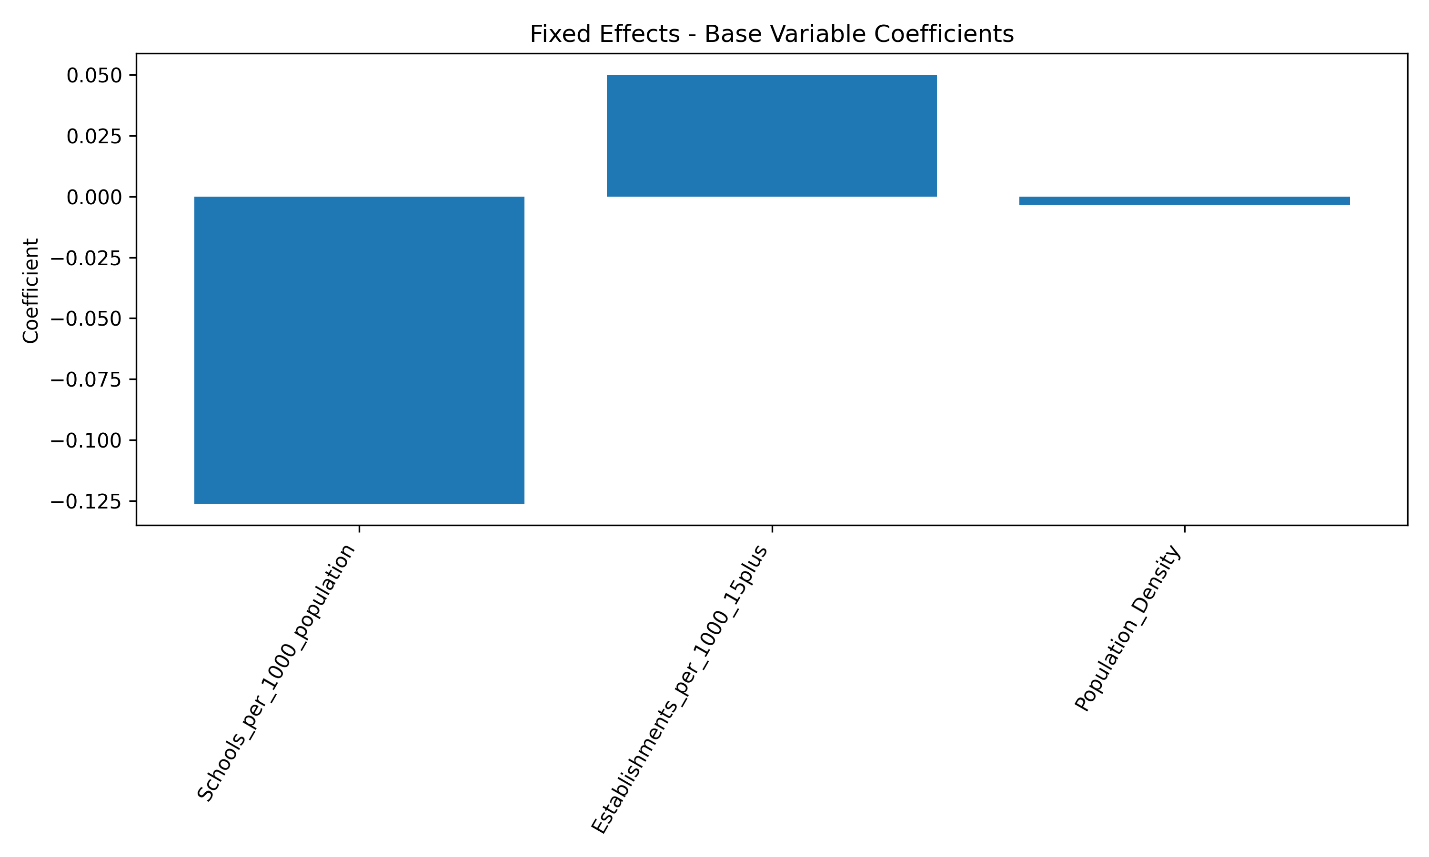 Fixed Effects - Base Variable Coefficients
Coefficient
0.050
0.025
0.000
−0.025
−0.050
−0.075
−0.100
−0.125
Schools_per_1000_population
Establishments_per_1000_15plus
Population_Density